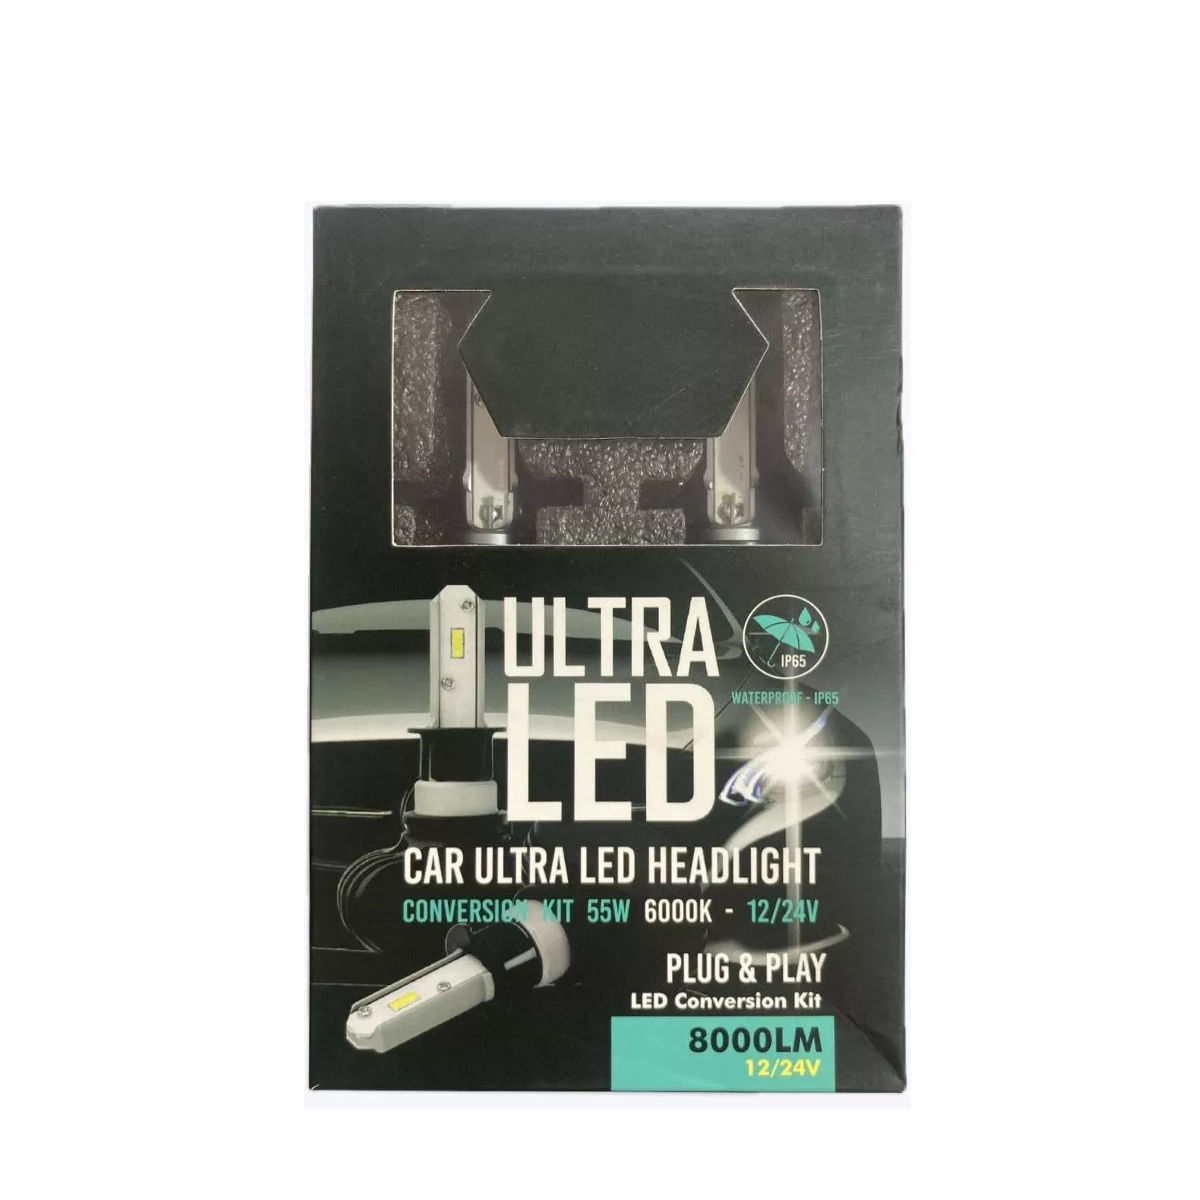 ULTRA
LED
IP65
WATERPROOF - IP65
CAR ULTRA LED HEADLIGHT
CONVERSION KIT 55W 6000K - 12/24V
PLUG & PLAY
LED Conversion Kit
8000LM
12/24V